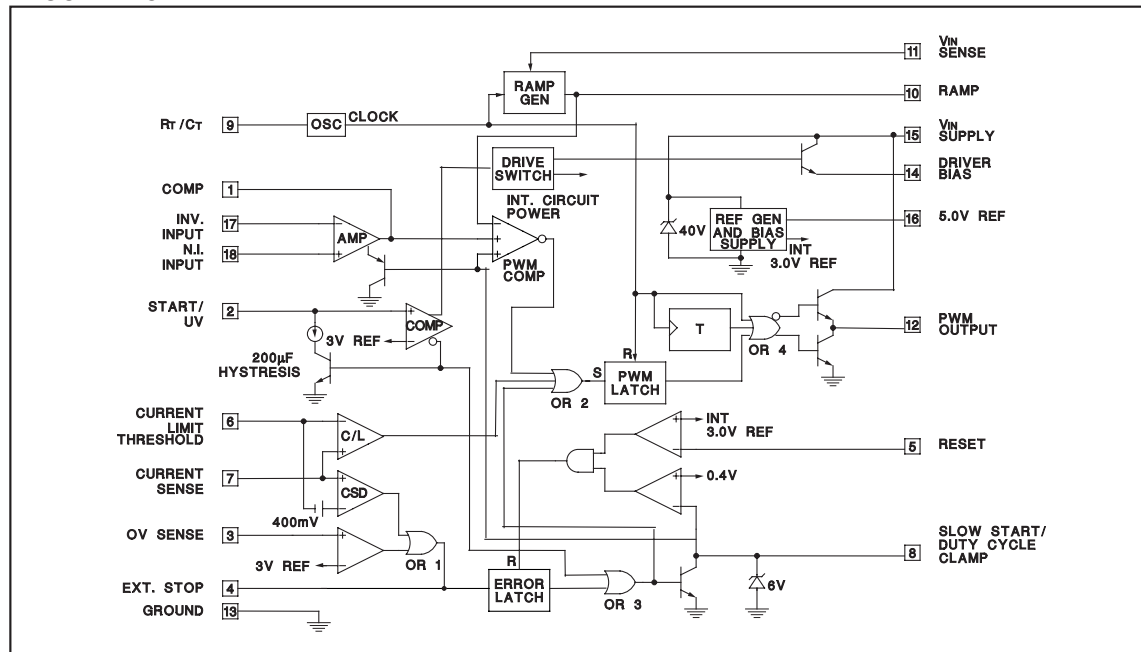 11
VIN
SENSE
RAMP
GEN
10
RAMP
RT/CT
9
OSC
CLOCK
15
VIN
SUPPLY
DRIVE
SWITCH
14
DRIVER
BIAS
COMP
1
INT. CIRCUIT
POWER
INV.
INPUT
17
N.I.
INPUT
18
AMP
−
+
−
+
+
PWM
COMP
40V
REF GEN
AND BIAS
SUPPLY
16
5.0V REF
INT
3.0V REF
START/
UV
2
+
COMP
−
3V REF
200µF
HYSTRESIS
T
OR 4
12
PWM
OUTPUT
R
S
PWM
LATCH
OR 2
CURRENT
LIMIT
THRESHOLD
6
−
C/L
+
+
INT
3.0V REF
−
5
RESET
CURRENT
SENSE
7
+
CSD
−
400mV
+
0.4V
−
OV SENSE
3
+
−
3V REF
OR 1
8
SLOW START/
DUTY CYCLE
CLAMP
6V
EXT. STOP
4
R
ERROR
LATCH
OR 3
GROUND
13